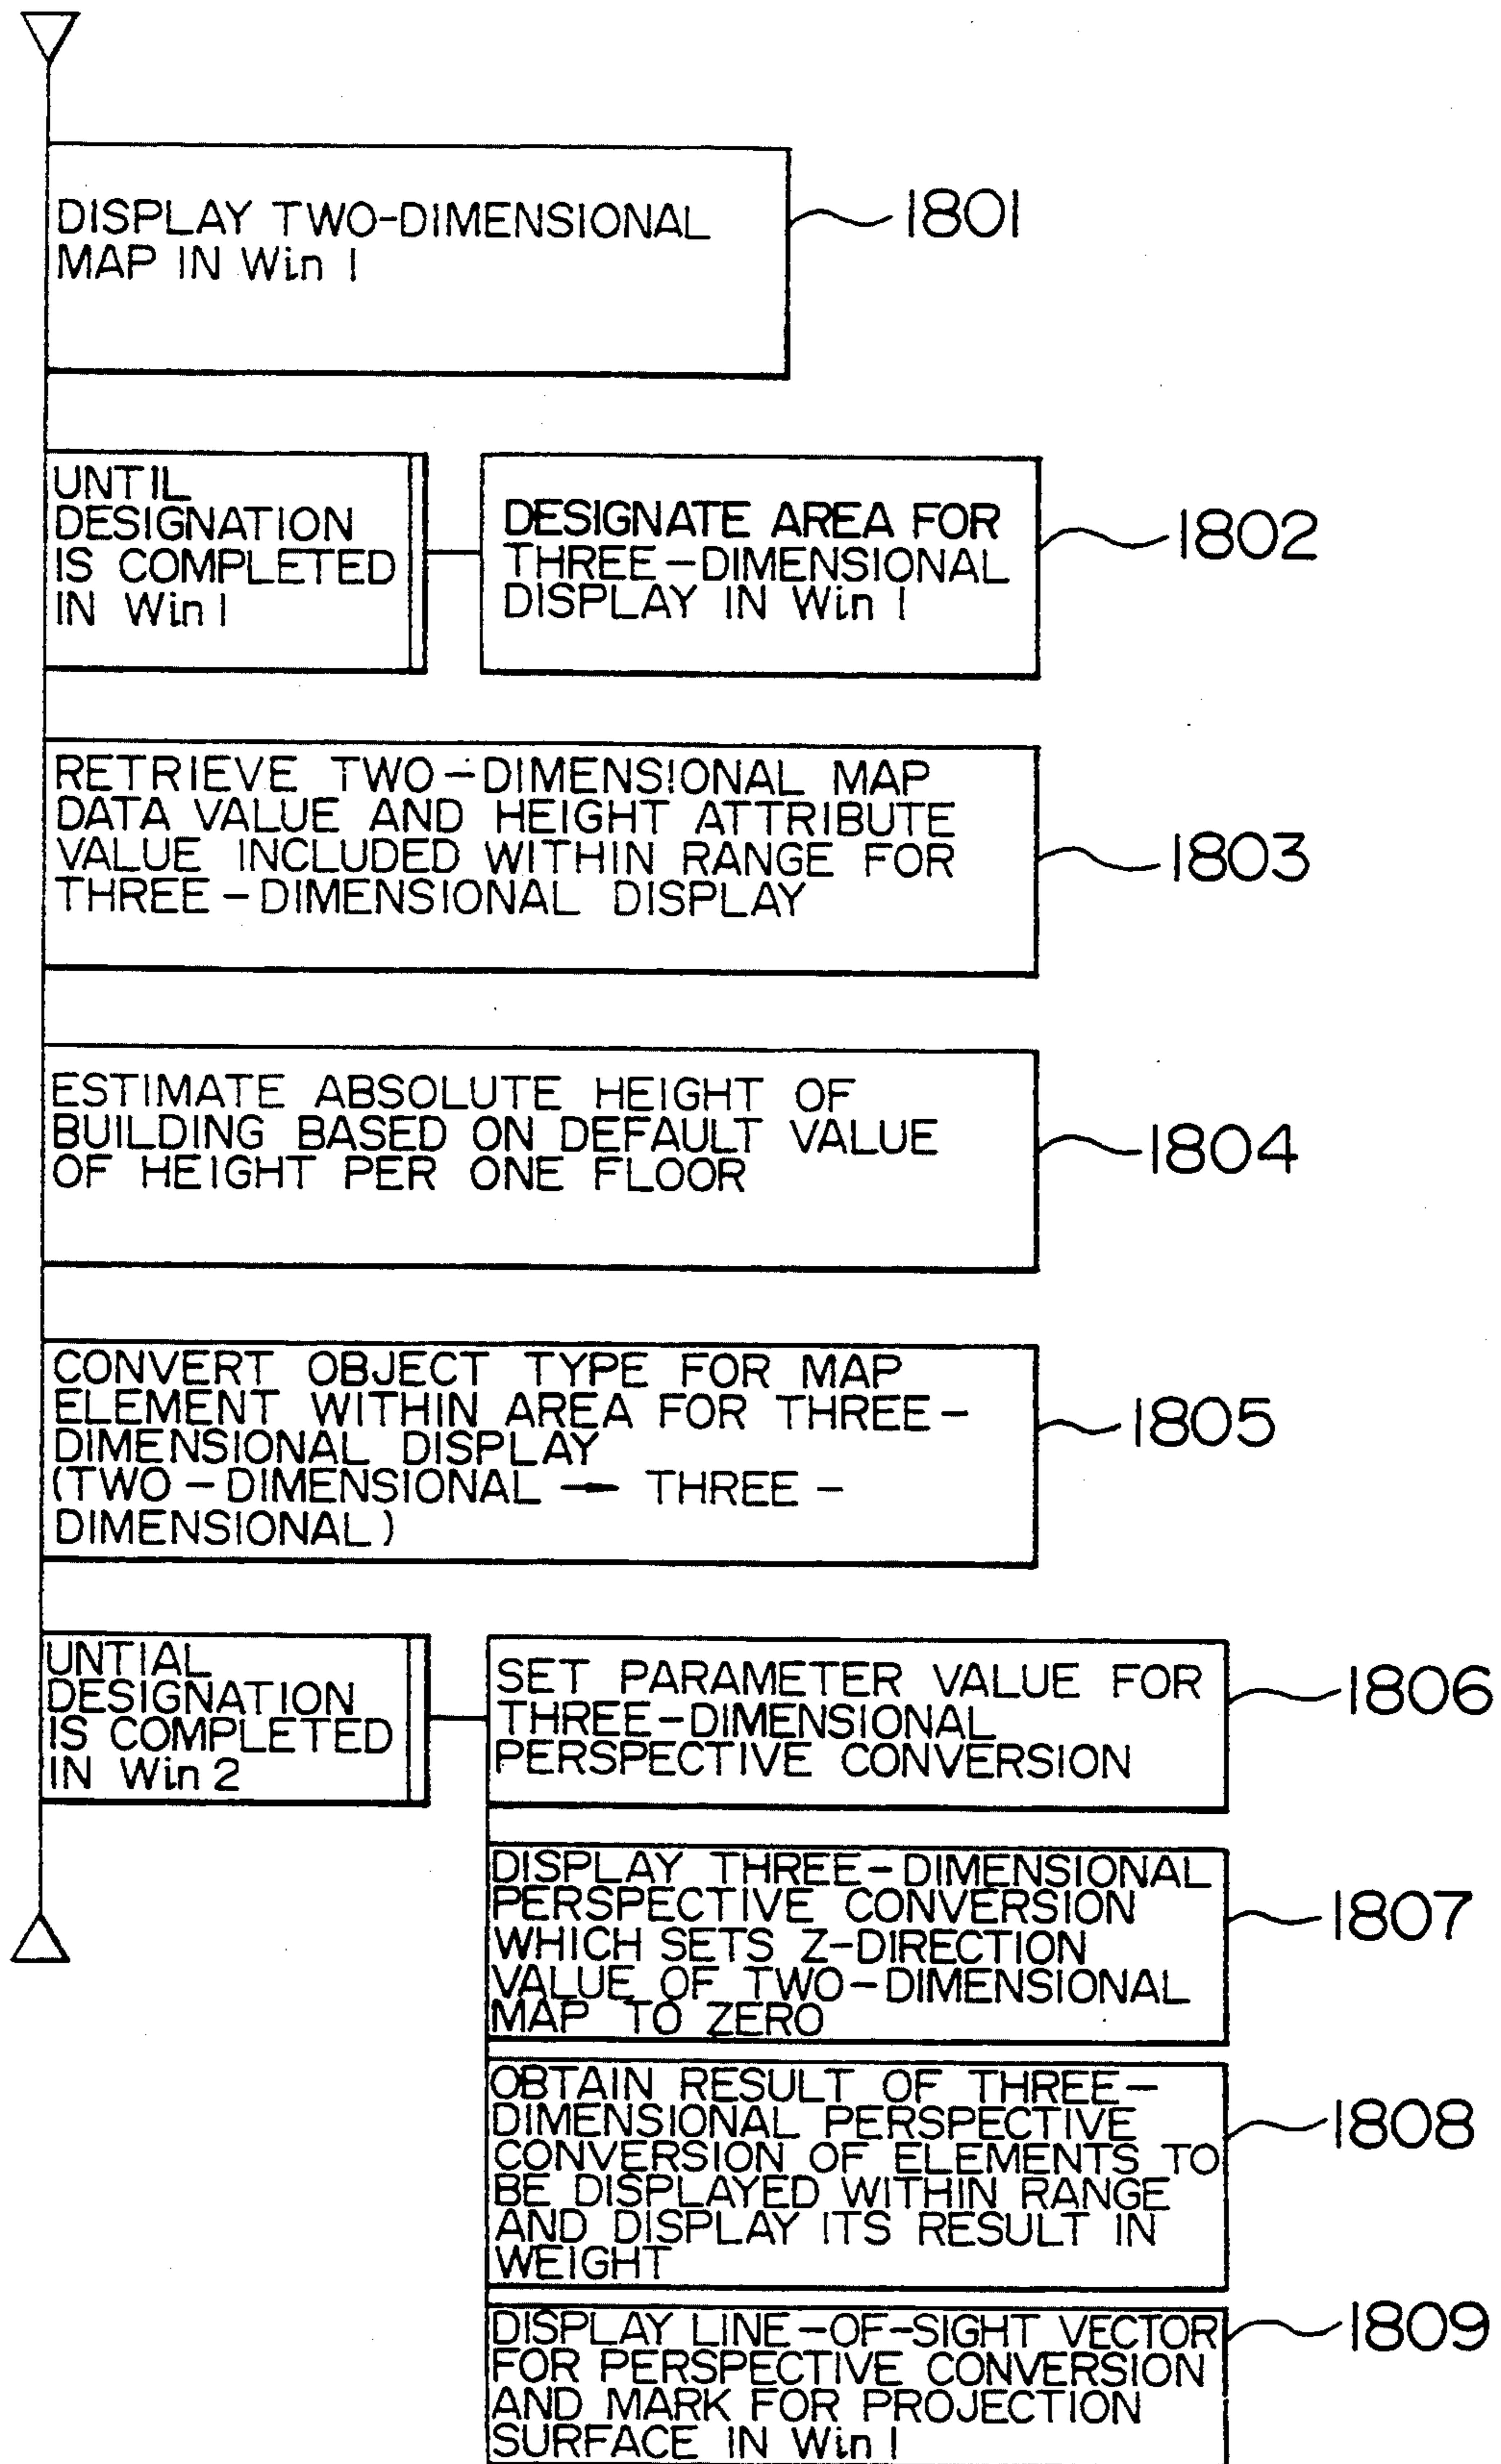 DISPLAY TWO-DIMENSIONAL
MAP IN Win 1
1801
UNTIL
DESIGNATION
IS COMPLETED
IN Win 1
DESIGNATE AREA FOR
THREE-DIMENSIONAL
DISPLAY IN Win 1
1802
RETRIEVE TWO-DIMENSIONAL MAP
DATA VALUE AND HEIGHT ATTRIBUTE
VALUE INCLUDED WITHIN RANGE FOR
THREE-DIMENSIONAL DISPLAY
1803
ESTIMATE ABSOLUTE HEIGHT OF
BUILDING BASED ON DEFAULT VALUE
OF HEIGHT PER ONE FLOOR
1804
CONVERT OBJECT TYPE FOR MAP
ELEMENT WITHIN AREA FOR THREE-
DIMENSIONAL DISPLAY
(TWO-DIMENSIONAL → THREE-
DIMENSIONAL)
1805
UNTIAL
DESIGNATION
IS COMPLETED
IN Win 2
SET PARAMETER VALUE FOR
THREE-DIMENSIONAL
PERSPECTIVE CONVERSION
1806
DISPLAY THREE-DIMENSIONAL
PERSPECTIVE CONVERSION
WHICH SETS Z-DIRECTION
VALUE OF TWO-DIMENSIONAL
MAP TO ZERO
1807
OBTAIN RESULT OF THREE-
DIMENSIONAL PERSPECTIVE
CONVERSION OF ELEMENTS TO
BE DISPLAYED WITHIN RANGE
AND DISPLAY ITS RESULT IN
WEIGHT
1808
DISPLAY LINE-OF-SIGHT VECTOR
FOR PERSPECTIVE CONVERSION
AND MARK FOR PROJECTION
SURFACE IN Win 1
1809